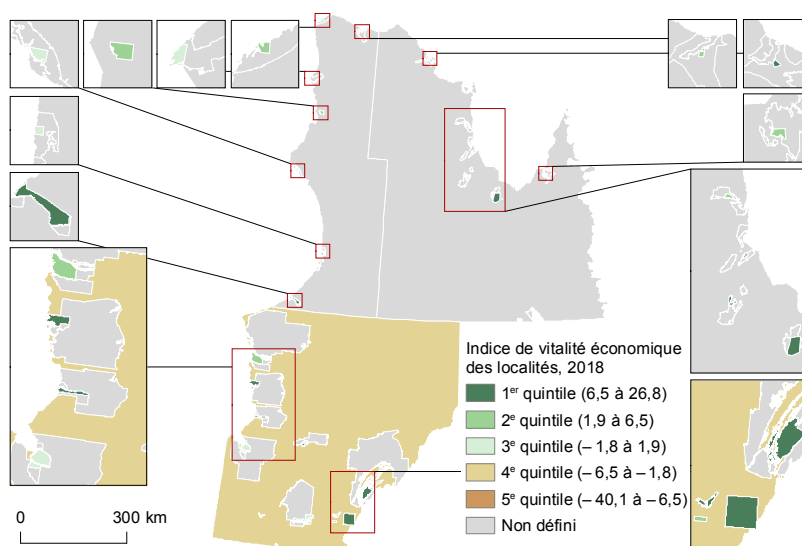 Indice de vitalité économique
des localités, 2018
1er quintile (6,5 à 26,8)
2e quintile (1,9 à 6,5)
3e quintile (– 1,8 à 1,9)
4e quintile (– 6,5 à – 1,8)
5e quintile (– 40,1 à – 6,5)
Non défini
0 300 km